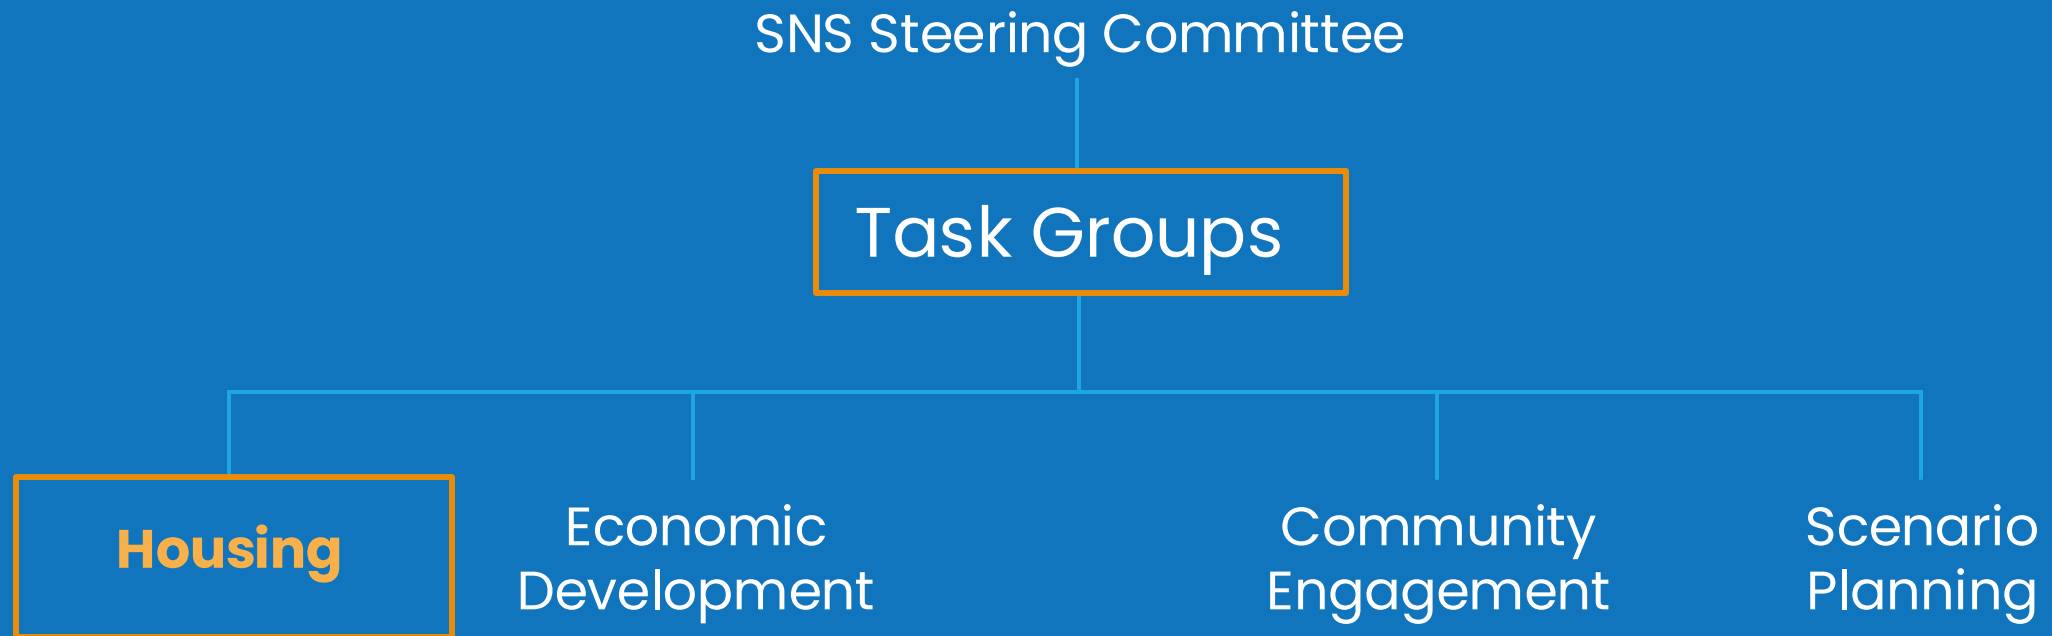 SNS Steering Committee
Task Groups
Housing
Economic
Development
Community
Engagement
Scenario
Planning